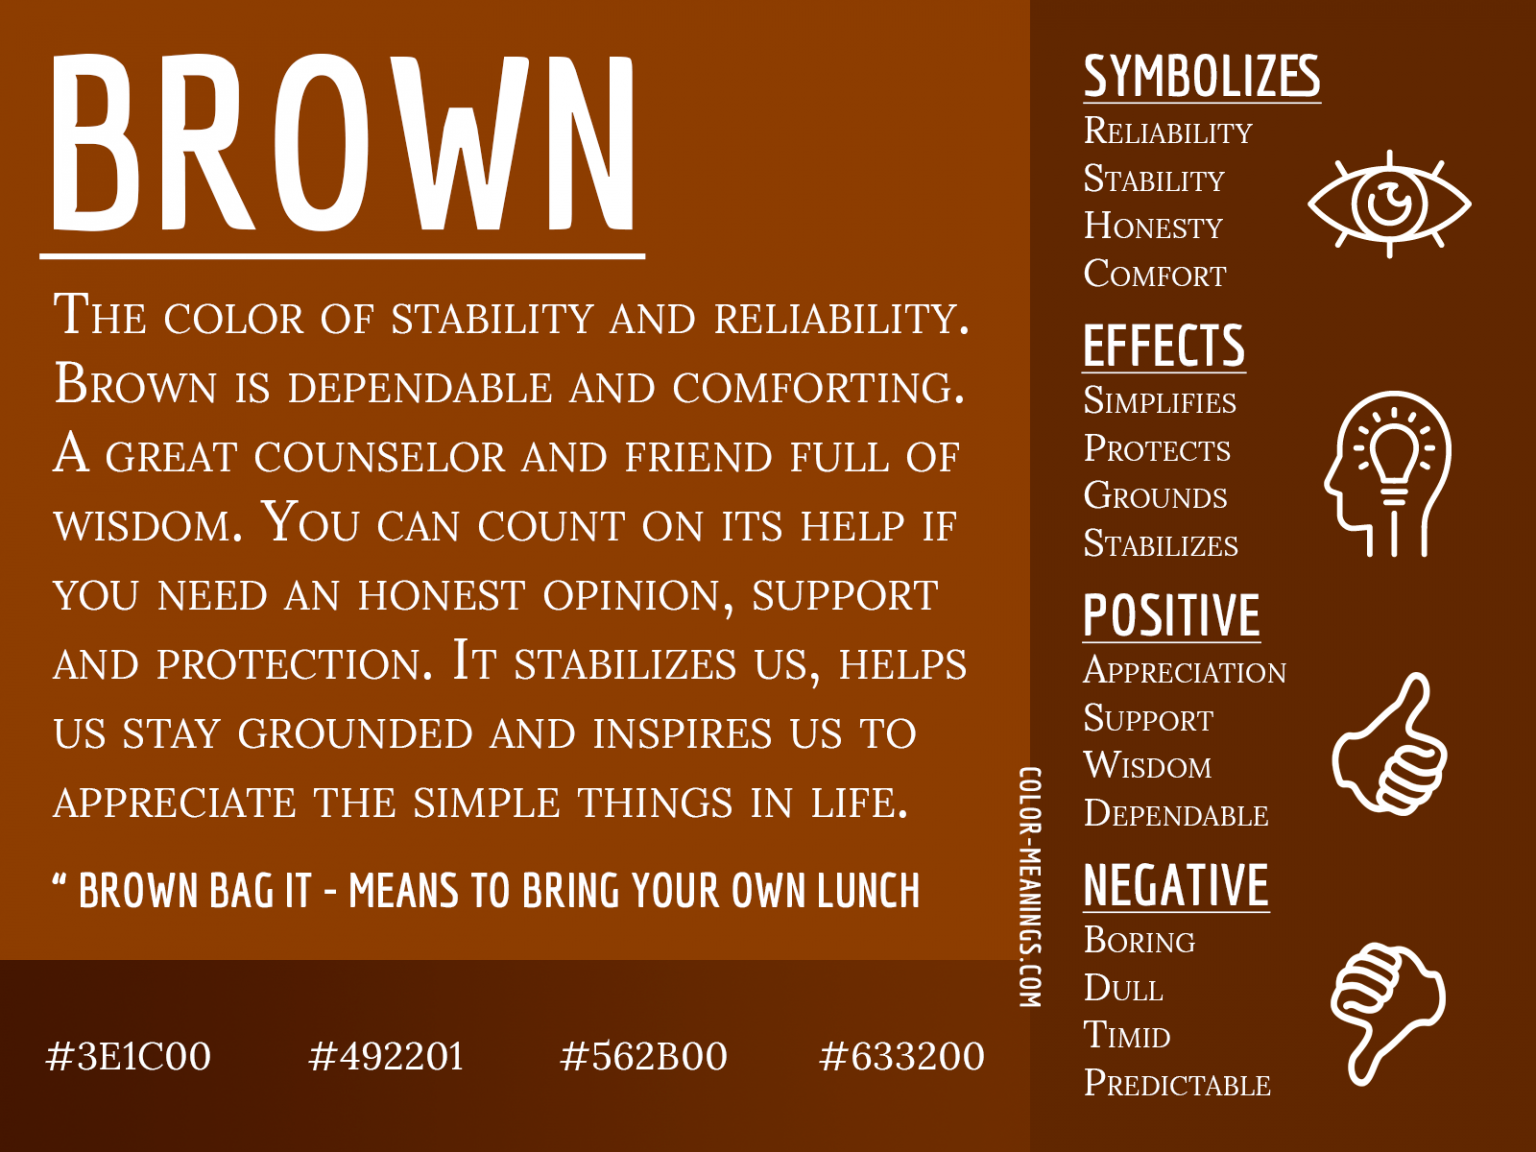 BROWN
The color of stability and reliability.
Brown is dependable and comforting.
A great counselor and friend full of
wisdom. You can count on its help if
you need an honest opinion, support
and protection. It stabilizes us, helps
us stay grounded and inspires us to
appreciate the simple things in life.
“ BROWN BAG IT - MEANS TO BRING YOUR OWN LUNCH
#3E1C00
#492201
#562B00
#633200
COLOR-MEANINGS.COM
SYMBOLIZES
Reliability
Stability
Honesty
Comfort
EFFECTS
Simplifies
Protects
Grounds
Stabilizes
POSITIVE
Appreciation
Support
Wisdom
Dependable
NEGATIVE
Boring
Dull
Timid
Predictable